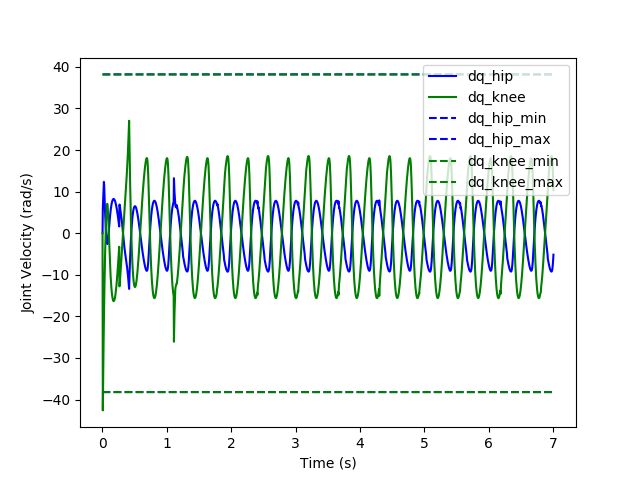 40
30
20
10
0
−10
−20
−30
−40
Joint Velocity (rad/s)
0
1
2
3
4
5
6
7
Time (s)
dq_hip
dq_knee
dq_hip_min
dq_hip_max
dq_knee_min
dq_knee_max